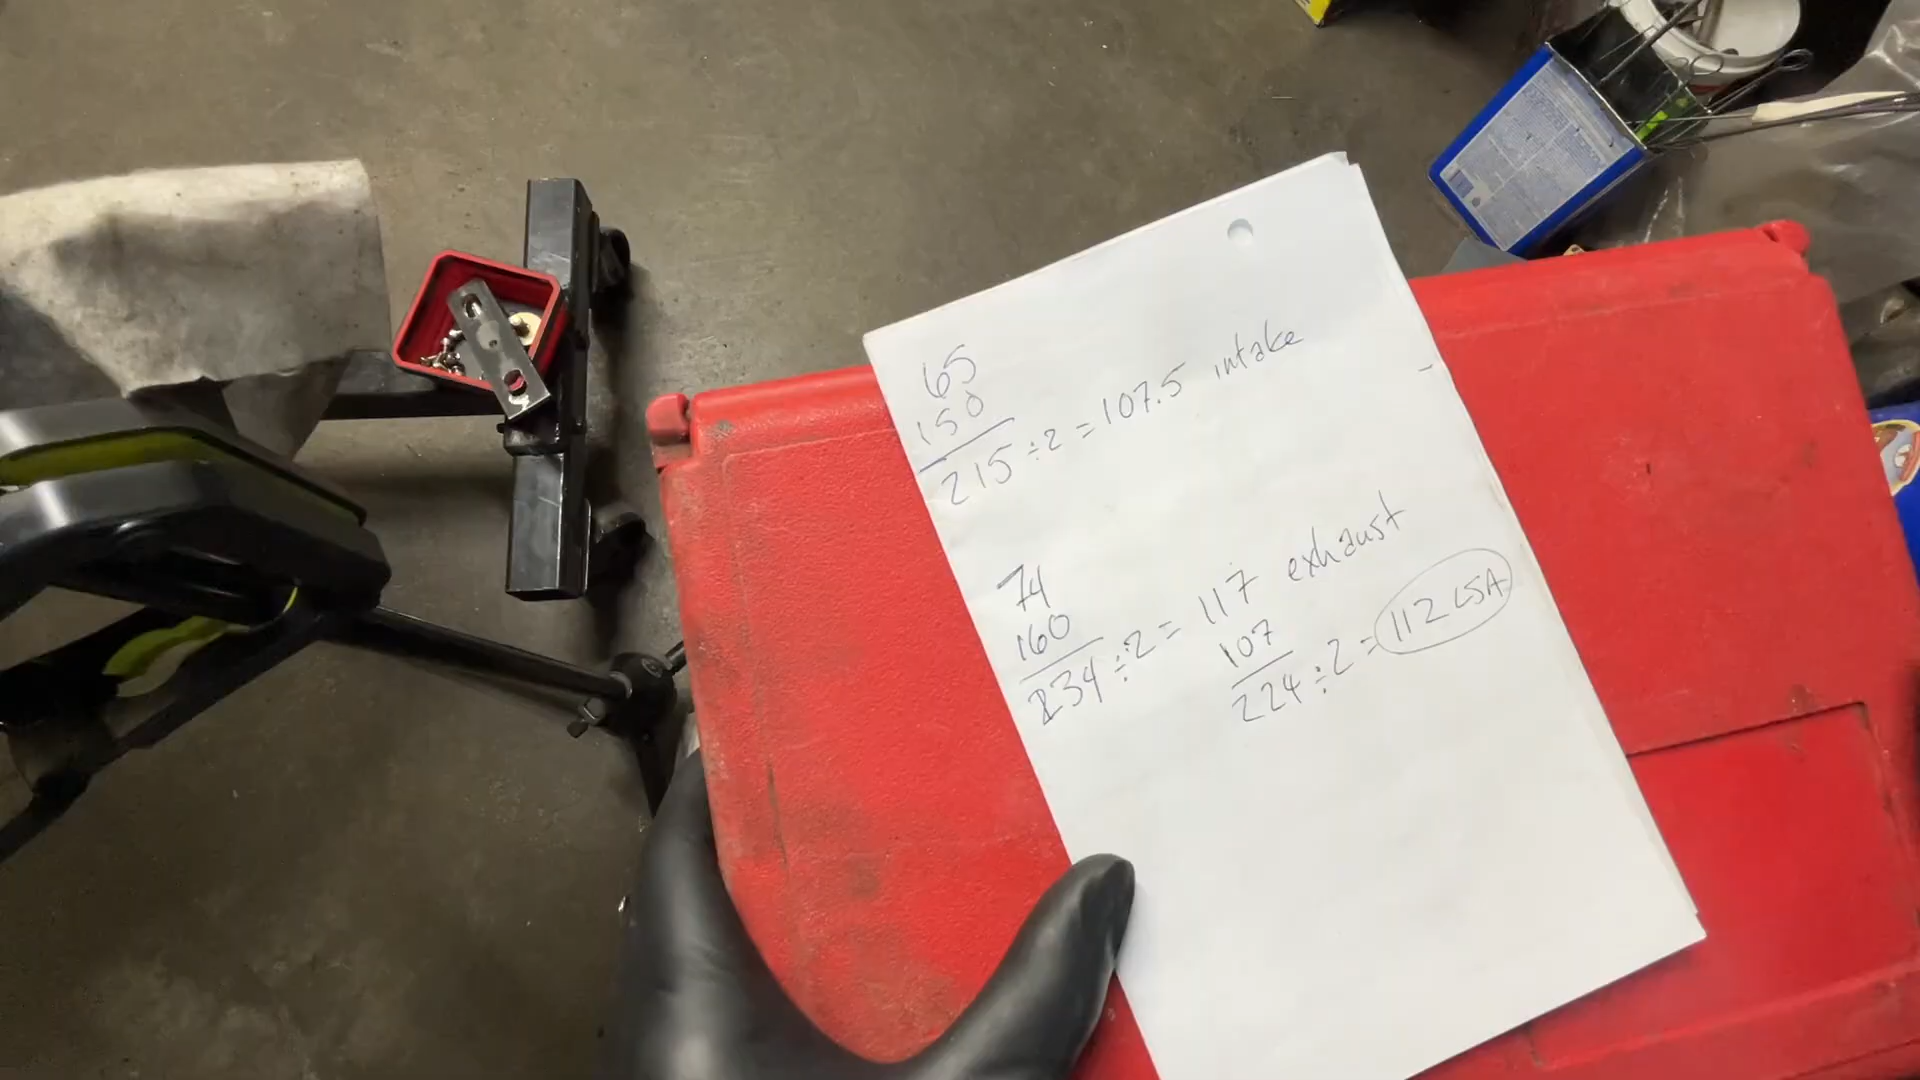 65
150
215 ÷ 2 = 107.5 intake
74
160
234 ÷ 2 = 117 exhaust
107
224 ÷ 2 = 112 LSA